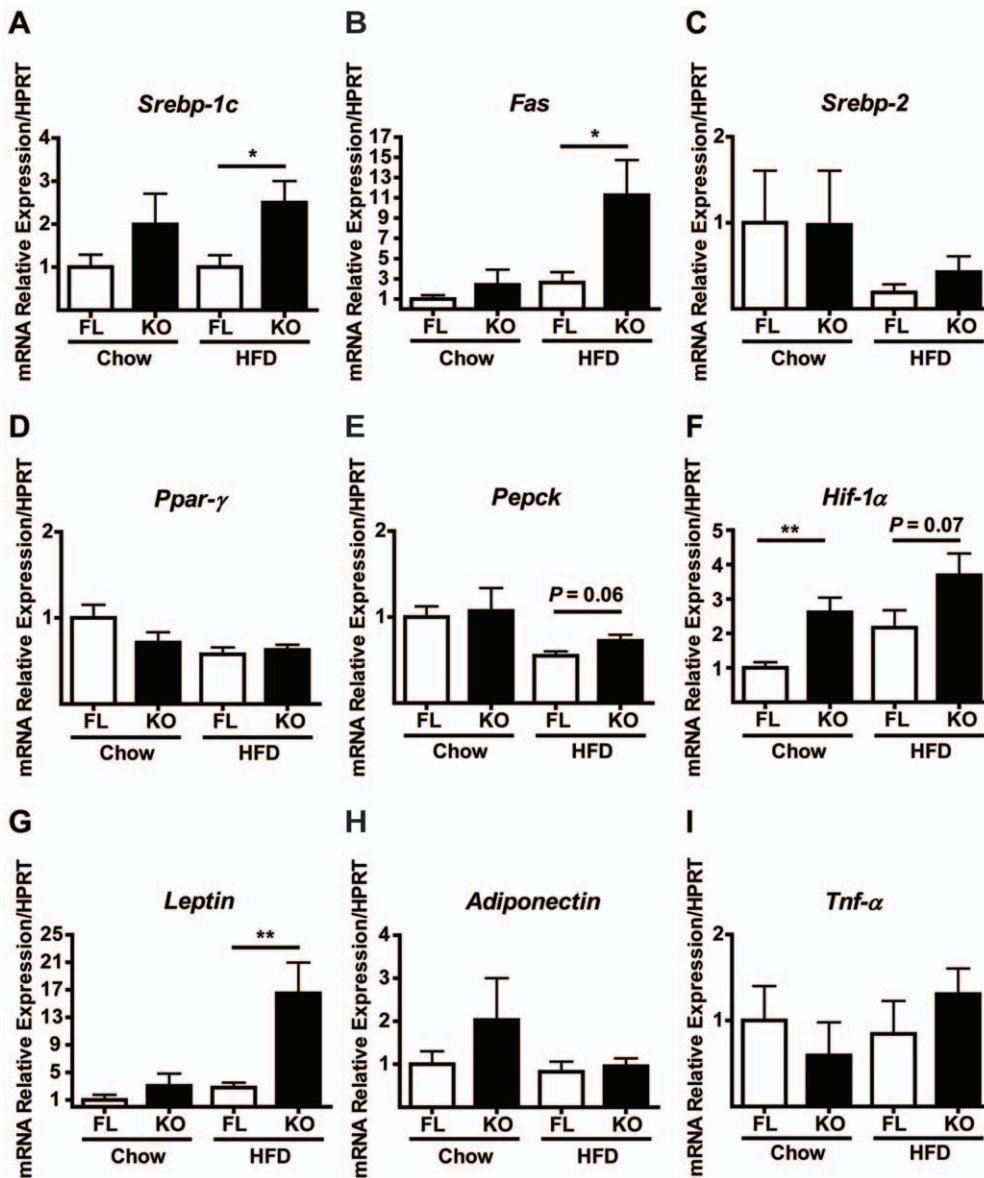 A
B
C
Srebp-1c
Fas
Srebp-2
mRNA Relative Expression/HPRT
4
3
2
1
*
FL KO FL KO
Chow HFD
mRNA Relative Expression/HPRT
17
15
13
11
9
7
5
3
1
*
FL KO FL KO
Chow HFD
mRNA Relative Expression/HPRT
2
1
FL KO FL KO
Chow HFD
D
E
F
Ppar-γ
Pepck
Hif-1α
mRNA Relative Expression/HPRT
2
1
FL KO FL KO
Chow HFD
mRNA Relative Expression/HPRT
2
1
P = 0.06
FL KO FL KO
Chow HFD
mRNA Relative Expression/HPRT
5
4
3
2
1
**
P = 0.07
FL KO FL KO
Chow HFD
G
H
I
Leptin
Adiponectin
Tnf-α
mRNA Relative Expression/HPRT
25
21
17
13
9
5
1
**
FL KO FL KO
Chow HFD
mRNA Relative Expression/HPRT
4
3
2
1
FL KO FL KO
Chow HFD
mRNA Relative Expression/HPRT
2
1
FL KO FL KO
Chow HFD